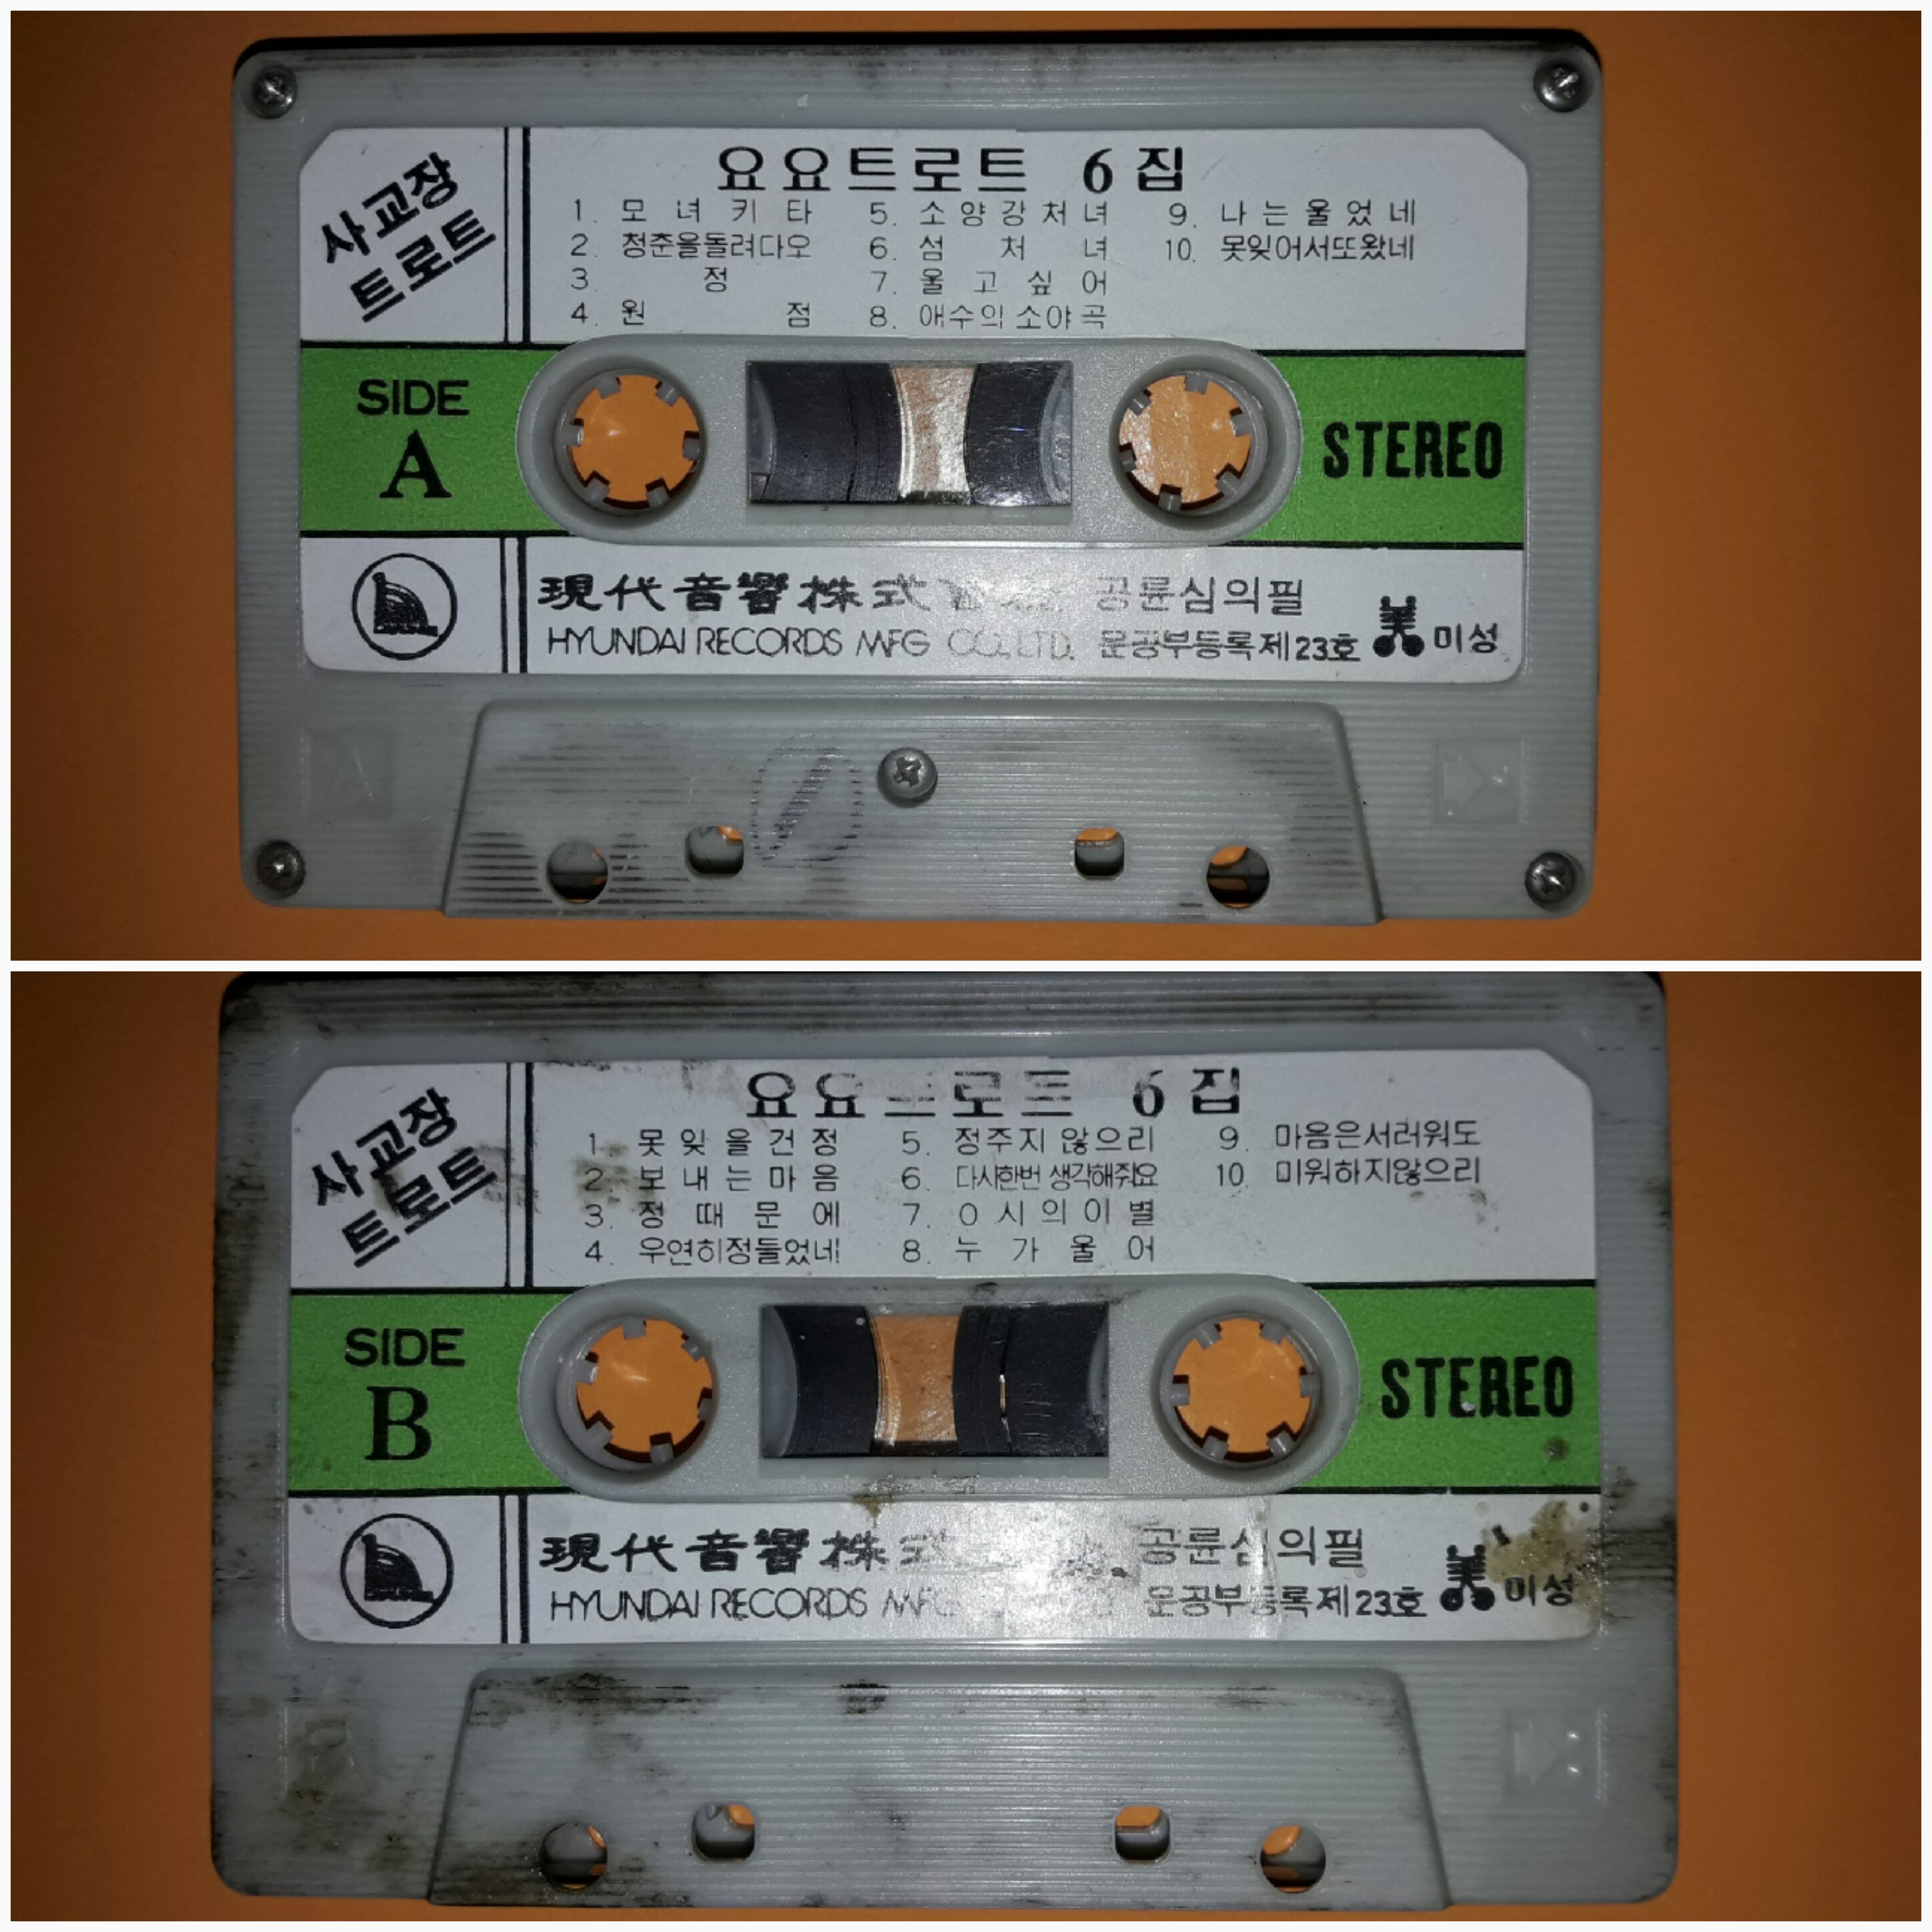 사교장
트로트
요요트로트 6집
1. 모녀키타
2. 청춘을돌려다오
3. 정
4. 원점
5. 소양강처녀
6. 섬처녀
7. 울고싶어
8. 애수의소야곡
9. 나는울었네
10. 못잊어서또왔네
SIDE
A
STEREO
現代音響株式
HYUNDAI RECORDS MFG CO., LTD.
공륜심의필
문공부등록제23호
미성
사교장
트로트
요요트로트 6집
1. 못잊을건정
2. 보내는마음
3. 정때문에
4. 우연히정들었네
5. 정주지않으리
6. 다시한번 생각해줘요
7. 0시의이별
8. 누가울어
9. 마음은서러워도
10. 미워하지않으리
SIDE
B
STEREO
現代音響株式
HYUNDAI RECORDS MFG
공륜심의필
문공부등록제23호
미성